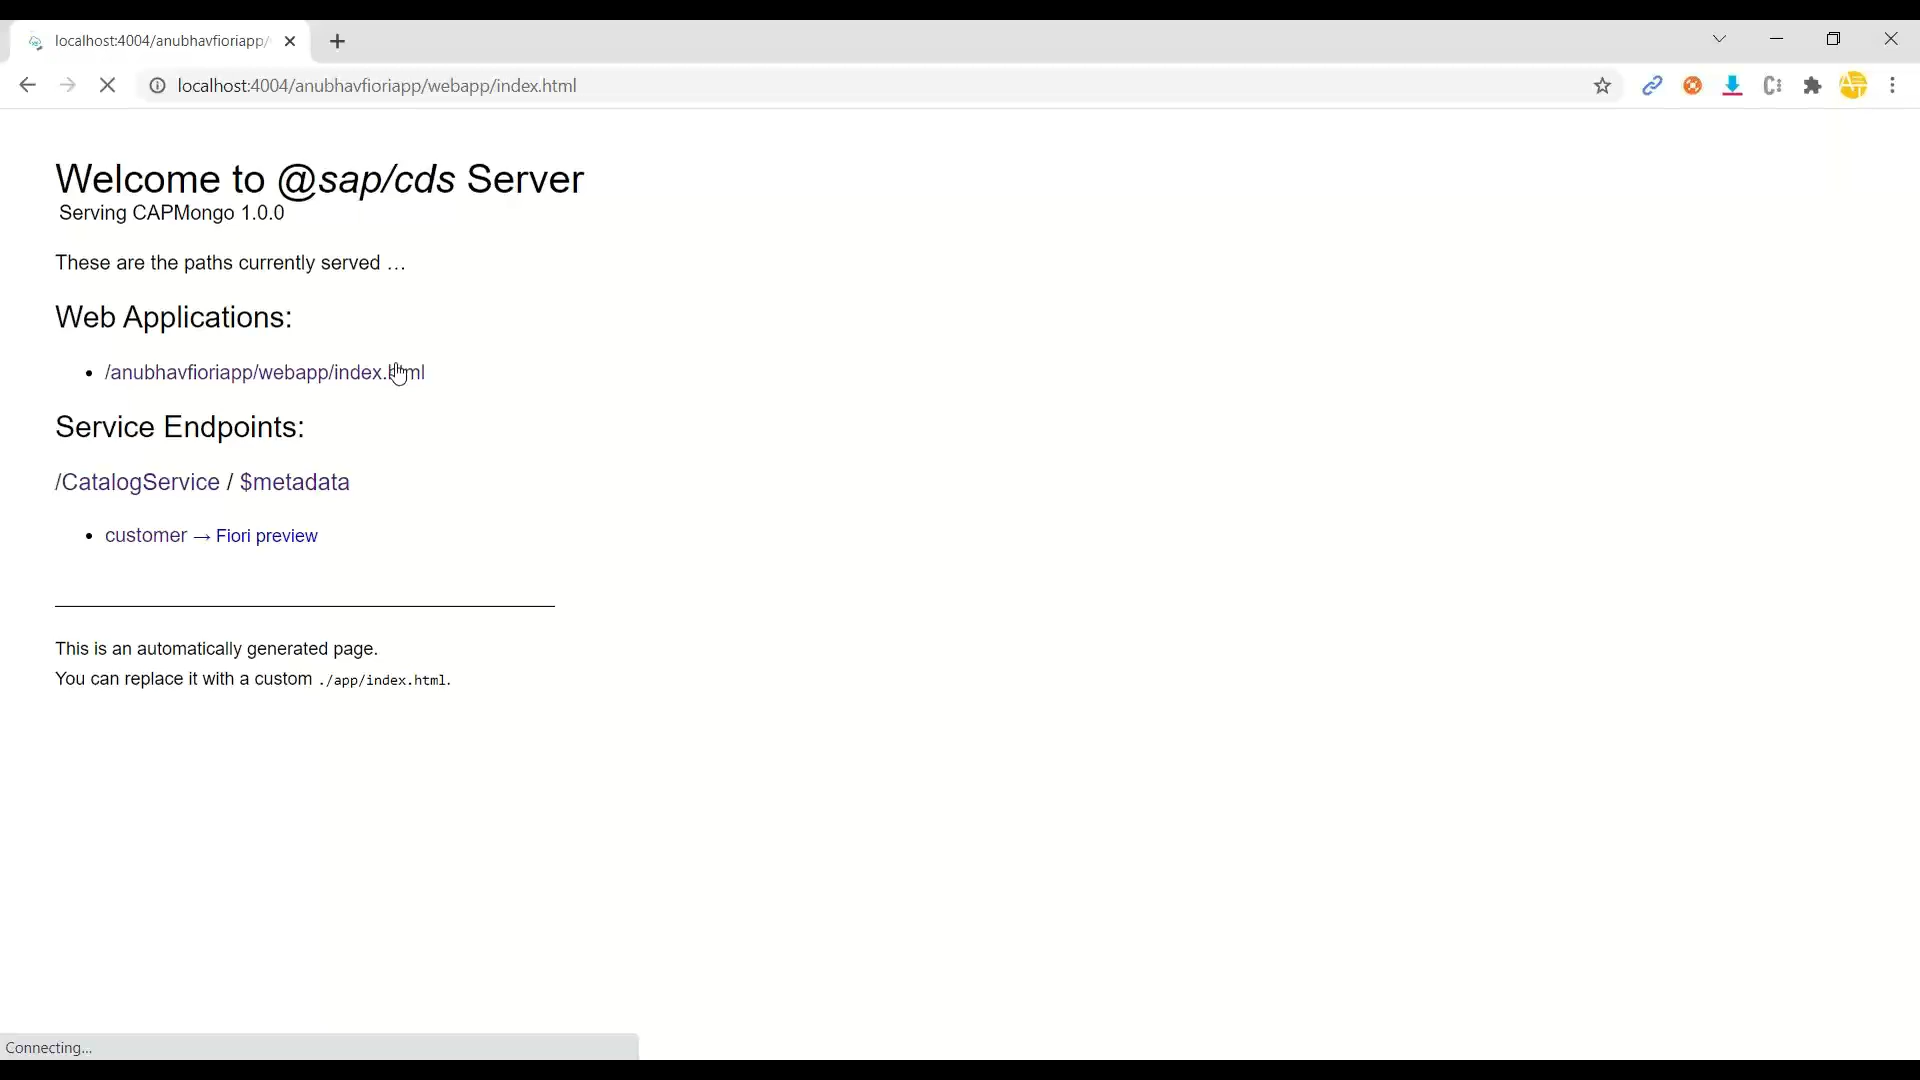 localhost:4004/anubhavfioriapp/
localhost:4004/anubhavfioriapp/webapp/index.html
Welcome to @sap/cds Server
Serving CAPMongo 1.0.0
These are the paths currently served …
Web Applications:
• /anubhavfioriapp/webapp/index.html
Service Endpoints:
/CatalogService / $metadata
• customer → Fiori preview
This is an automatically generated page.
You can replace it with a custom ./app/index.html.
Connecting...